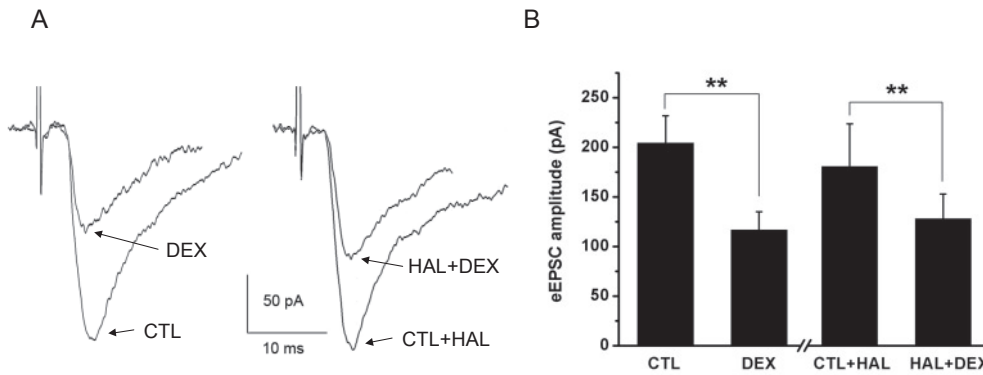 A
DEX
CTL
50 pA
10 ms
HAL+DEX
CTL+HAL
B
eEPSC amplitude (pA)
250
200
150
100
50
0
**
**
CTL
DEX
CTL+HAL
HAL+DEX